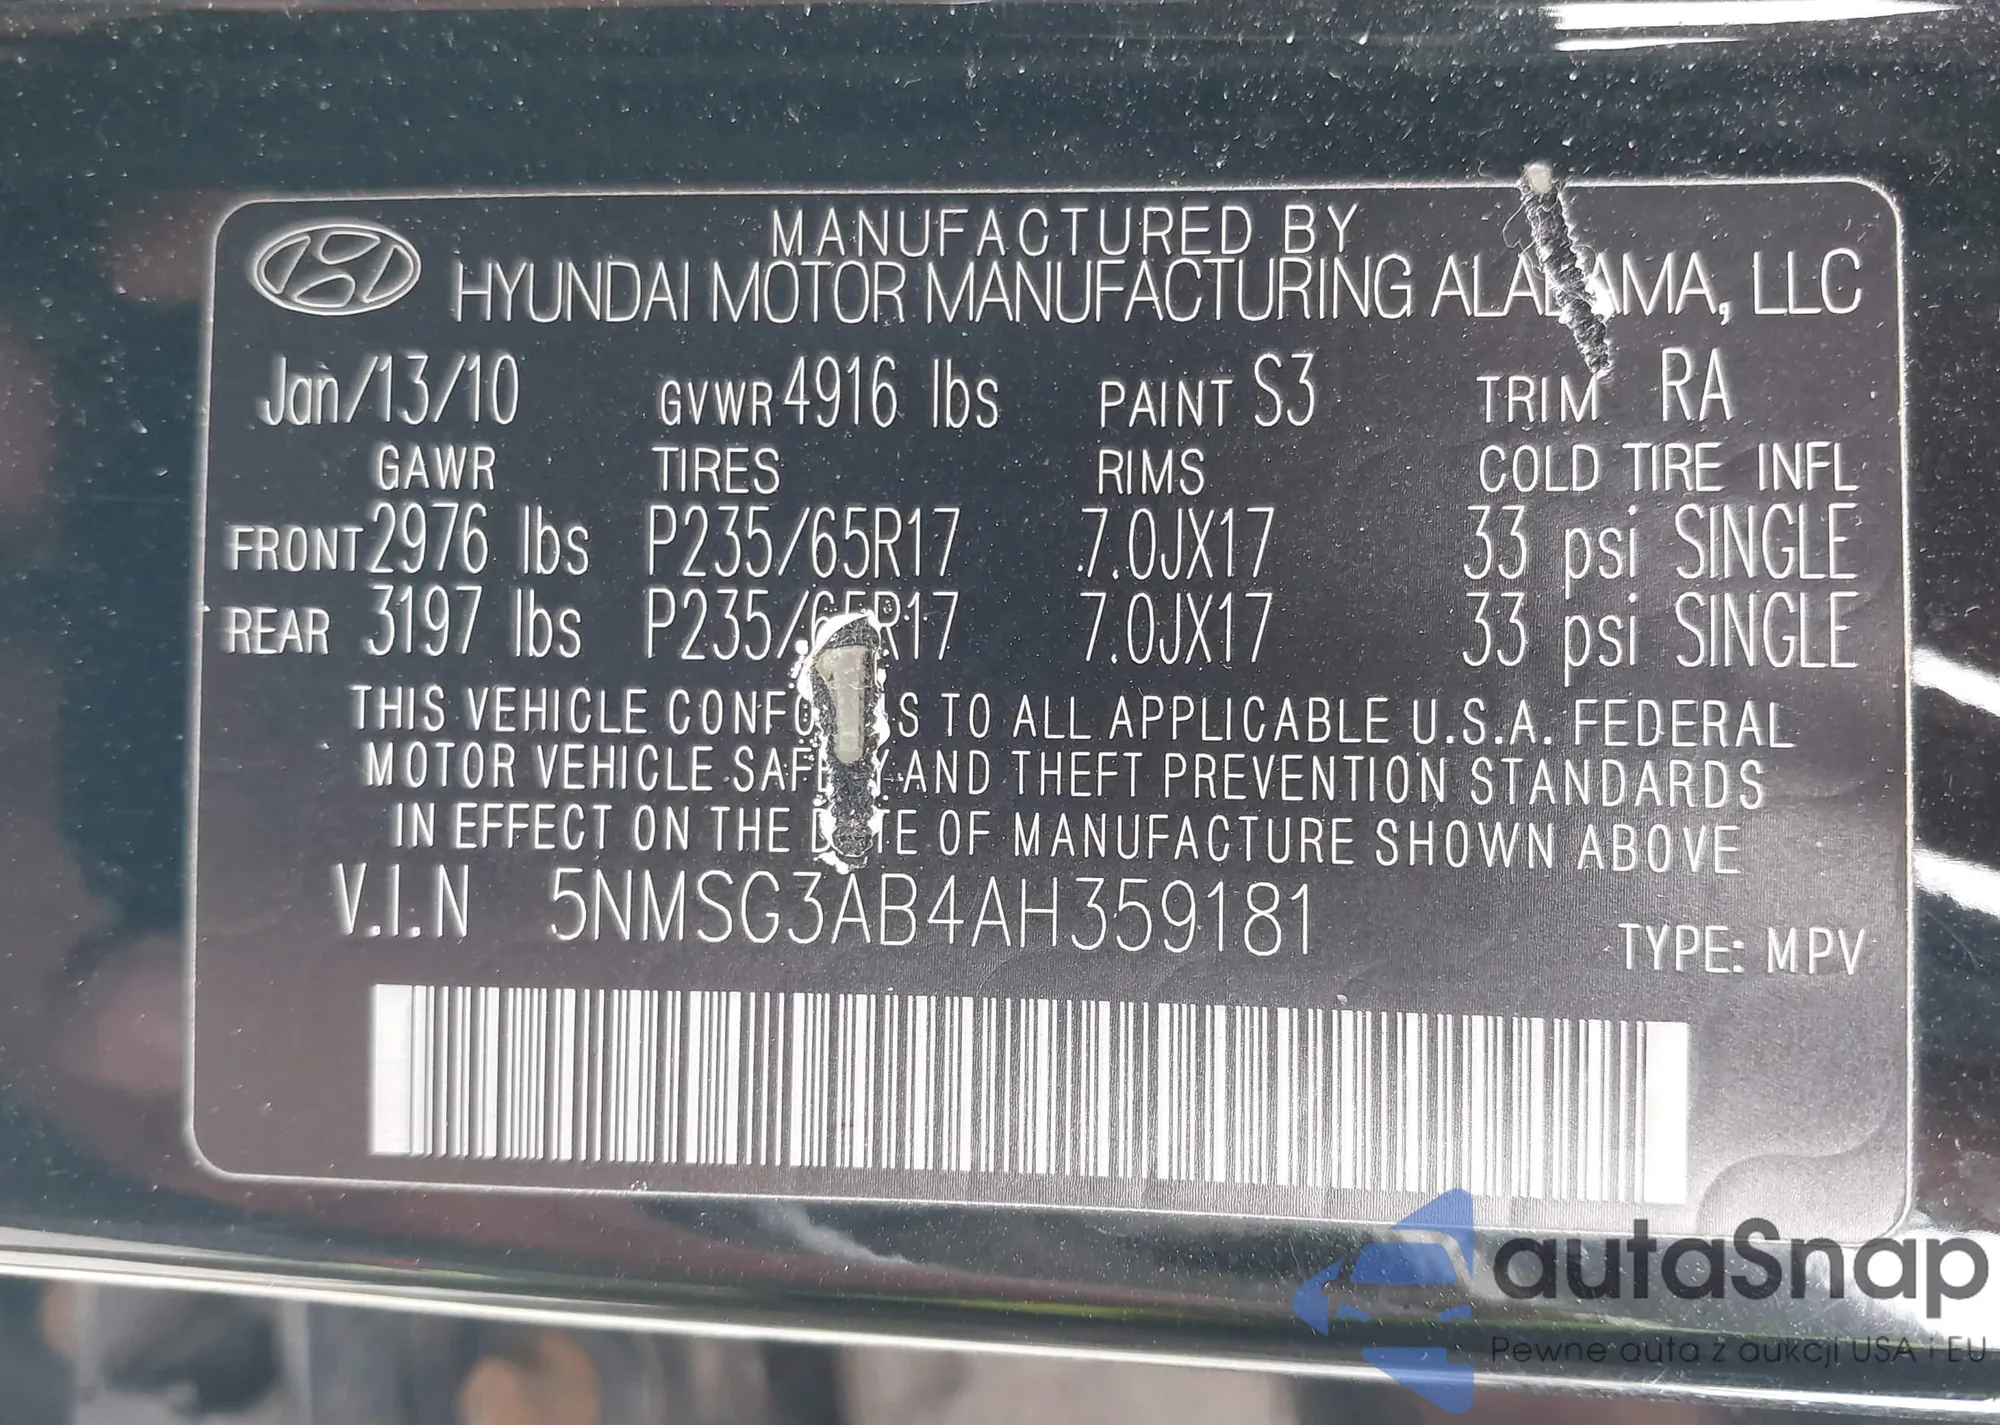 MANUFACTURED BY
HYUNDAI MOTOR MANUFACTURING ALABAMA, LLC
Jan/13/10 GVWR 4916 lbs PAINT S3 TRIM RA
GAWR TIRES RIMS COLD TIRE INFL
FRONT 2976 lbs P235/65R17 7.0JX17 33 psi SINGLE
REAR 3197 lbs P235/65R17 7.0JX17 33 psi SINGLE
THIS VEHICLE CONFORMS TO ALL APPLICABLE U.S.A. FEDERAL
MOTOR VEHICLE SAFETY AND THEFT PREVENTION STANDARDS
IN EFFECT ON THE DATE OF MANUFACTURE SHOWN ABOVE
V.I.N 5NMSG3AB4AH359181
TYPE: MPV
autaSnap
Pewne auta z aukcji USA i EU